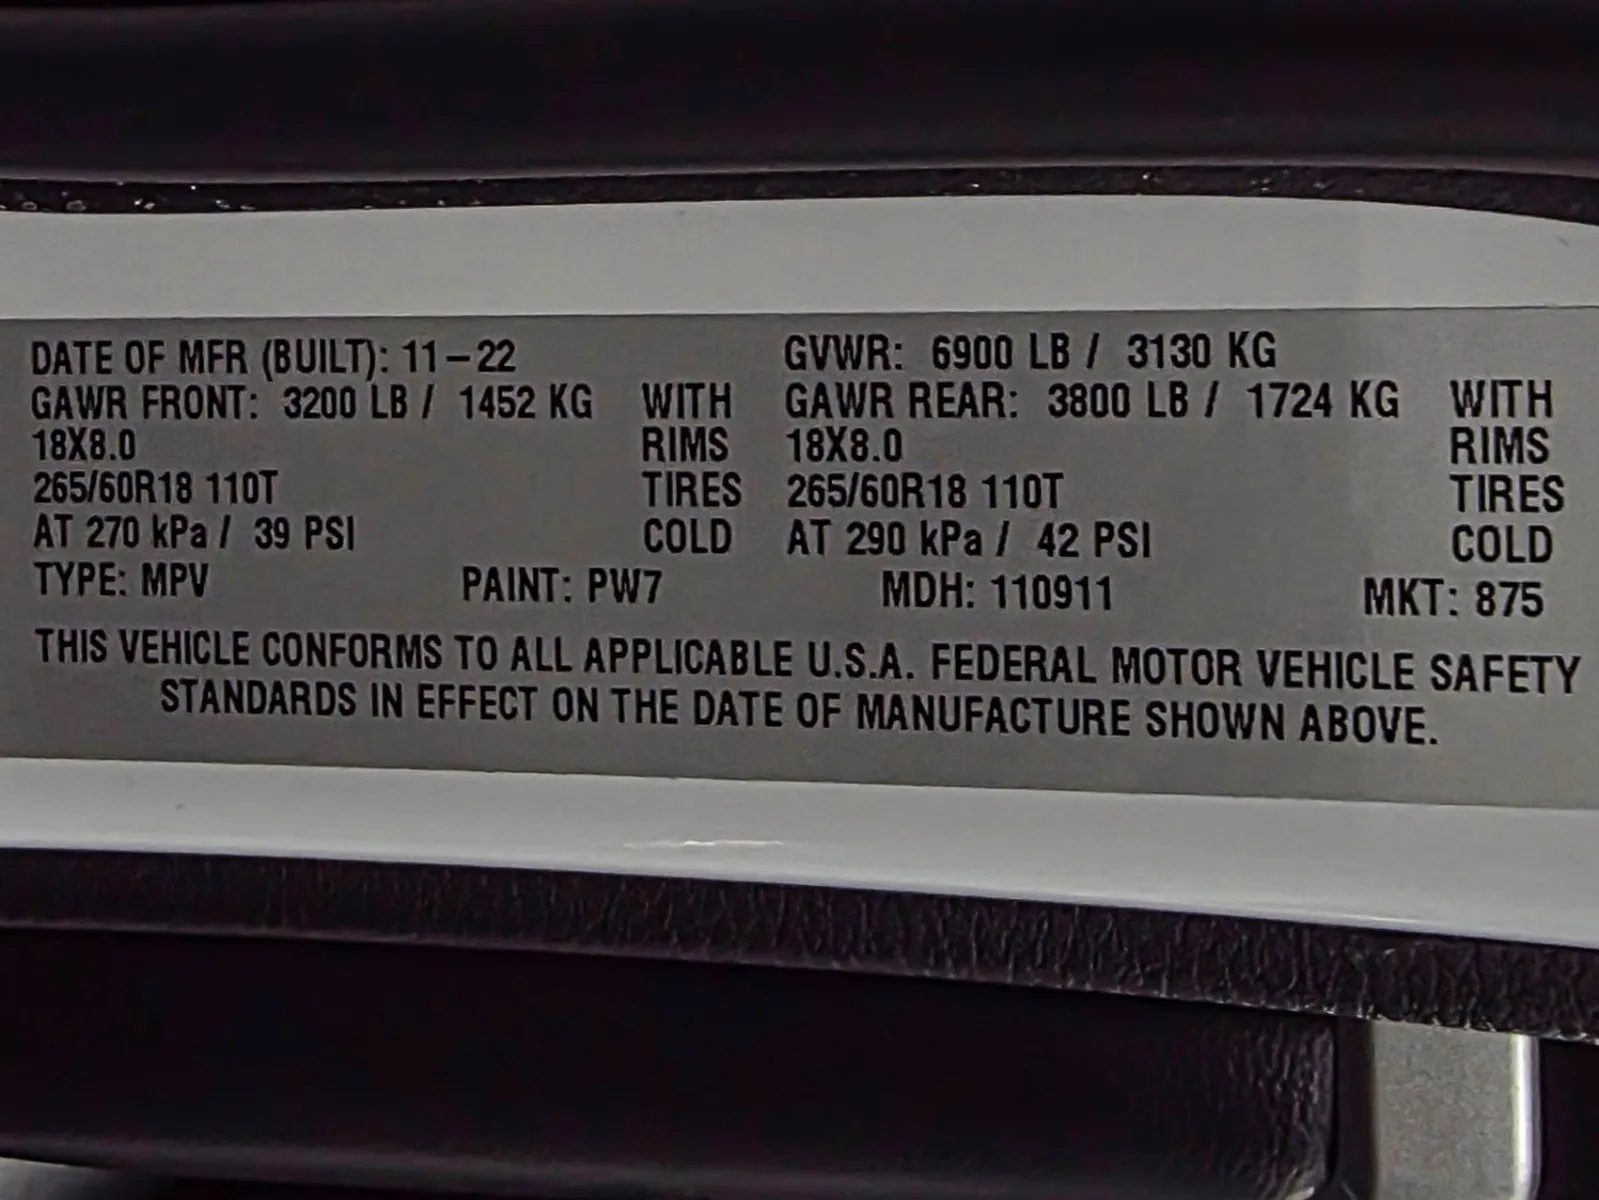 DATE OF MFR (BUILT): 11-22 GVWR: 6900 LB / 3130 KG
GAWR FRONT: 3200 LB / 1452 KG WITH GAWR REAR: 3800 LB / 1724 KG WITH
18X8.0 RIMS 18X8.0 RIMS
265/60R18 110T TIRES 265/60R18 110T TIRES
AT 270 kPa / 39 PSI COLD AT 290 kPa / 42 PSI COLD
TYPE: MPV PAINT: PW7 MDH: 110911 MKT: 875
THIS VEHICLE CONFORMS TO ALL APPLICABLE U.S.A. FEDERAL MOTOR VEHICLE SAFETY
STANDARDS IN EFFECT ON THE DATE OF MANUFACTURE SHOWN ABOVE.